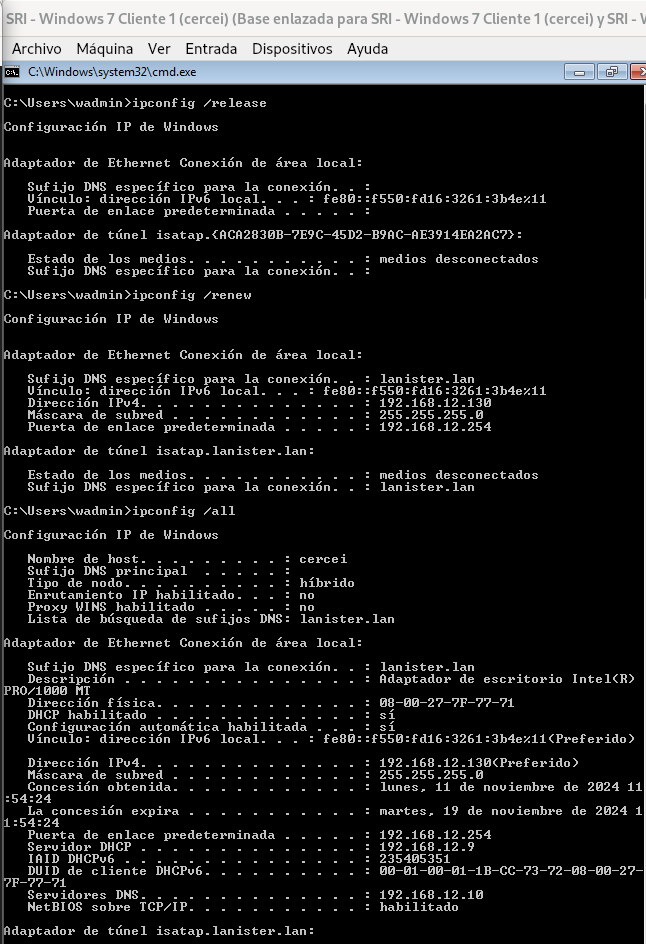 SRI - Windows 7 Cliente 1 (cercei) (Base enlazada para SRI - Windows 7 Cliente 1 (cercei) y SRI -
Archivo Máquina Ver Entrada Dispositivos Ayuda
C:\Windows\system32\cmd.exe
C:\Users\wadmin>ipconfig /release
Configuración IP de Windows
Adaptador de Ethernet Conexión de área local:
Sufijo DNS específico para la conexión. . :
Vínculo: dirección IPv6 local. . . : fe80::f550:fd16:3261:3b4e%11
Puerta de enlace predeterminada . . . . . :
Adaptador de túnel isatap.{ACA2830B-7E9C-45D2-B9AC-AE3914EA2AC7}:
Estado de los medios. . . . . . . . . . . : medios desconectados
Sufijo DNS específico para la conexión. . :
C:\Users\wadmin>ipconfig /renew
Configuración IP de Windows
Adaptador de Ethernet Conexión de área local:
Sufijo DNS específico para la conexión. . : lanister.lan
Vínculo: dirección IPv6 local. . . : fe80::f550:fd16:3261:3b4e%11
Dirección IPv4. . . . . . . . . . . . . . : 192.168.12.130
Máscara de subred . . . . . . . . . . . . : 255.255.255.0
Puerta de enlace predeterminada . . . . . : 192.168.12.254
Adaptador de túnel isatap.lanister.lan:
Estado de los medios. . . . . . . . . . . : medios desconectados
Sufijo DNS específico para la conexión. . : lanister.lan
C:\Users\wadmin>ipconfig /all
Configuración IP de Windows
Nombre de host. . . . . . . . . : cercei
Sufijo DNS principal  . . . . . :
Tipo de nodo. . . . . . . . . . : híbrido
Enrutamiento IP habilitado. . . : no
Proxy WINS habilitado . . . . . : no
Lista de búsqueda de sufijos DNS: lanister.lan
Adaptador de Ethernet Conexión de área local:
Sufijo DNS específico para la conexión. . : lanister.lan
Descripción . . . . . . . . . . . . . . . : Adaptador de escritorio Intel(R)
PRO/1000 MT
Dirección física. . . . . . . . . . . . . : 08-00-27-7F-77-71
DHCP habilitado . . . . . . . . . . . . . : sí
Configuración automática habilitada . . . : sí
Vínculo: dirección IPv6 local. . . : fe80::f550:fd16:3261:3b4e%11(Preferido)
Dirección IPv4. . . . . . . . . . . . . . : 192.168.12.130(Preferido)
Máscara de subred . . . . . . . . . . . . : 255.255.255.0
Concesión obtenida. . . . . . . . . . . . : lunes, 11 de noviembre de 2024 11
:54:24
La concesión expira . . . . . . . . . . . : martes, 19 de noviembre de 2024 1
1:54:24
Puerta de enlace predeterminada . . . . . : 192.168.12.254
Servidor DHCP . . . . . . . . . . . . . . : 192.168.12.9
IAID DHCPv6 . . . . . . . . . . . . . . . : 235405351
DUID de cliente DHCPv6. . . . . . . . . . : 00-01-00-01-1B-CC-73-72-08-00-27-
7F-77-71
Servidores DNS. . . . . . . . . . . . . . : 192.168.12.10
NetBIOS sobre TCP/IP. . . . . . . . . . . : habilitado
Adaptador de túnel isatap.lanister.lan: